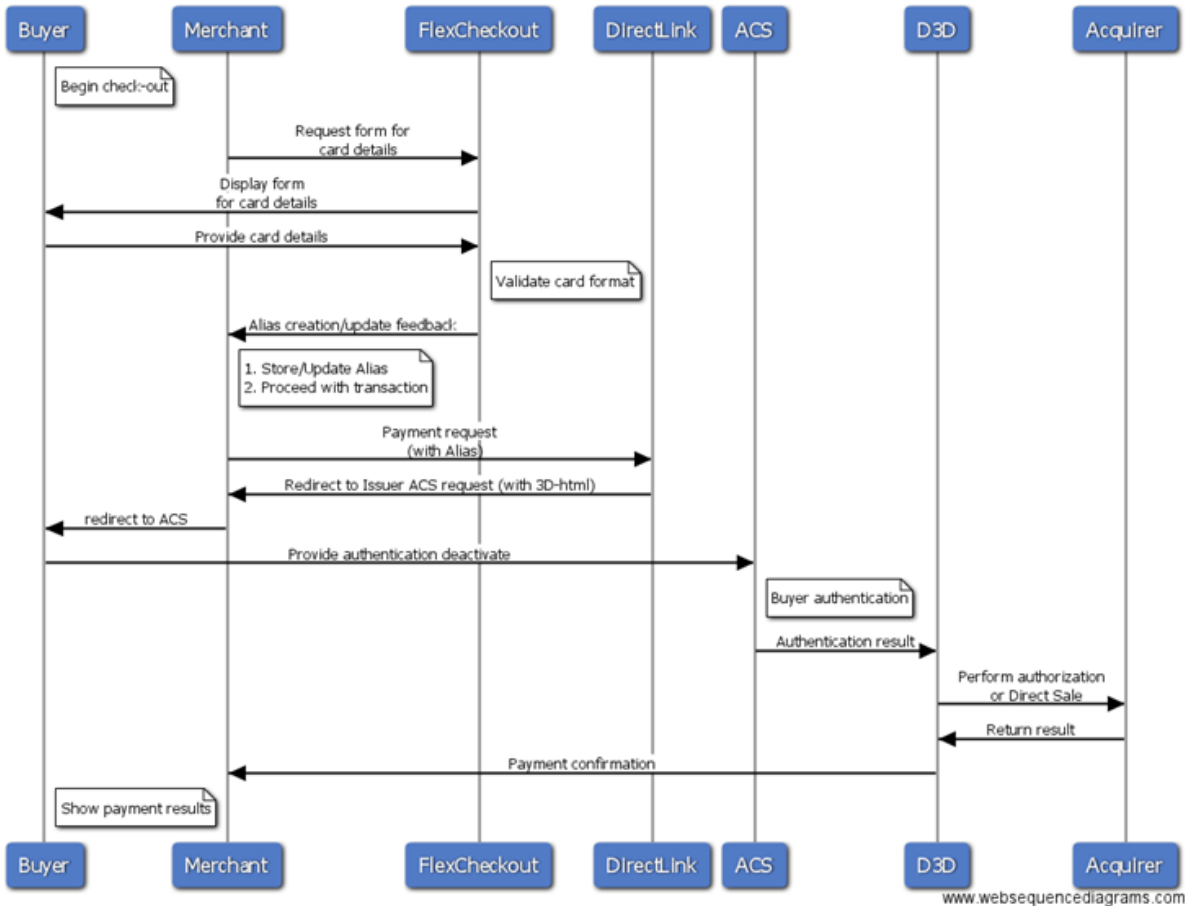 Buyer Merchant FlexCheckout DirectLink ACS D3D Acquirer
Begin check-out
Request form for
card details
Display form
for card details
Provide card details
Validate card format
Alias creation/update feedback
1. Store/Update Alias
2. Proceed with transaction
Payment request
(with Alias)
Redirect to Issuer ACS request (with 3D-html)
redirect to ACS
Provide authentication deactivate
Buyer authentication
Authentication result
Perform authorization
or Direct Sale
Return result
Payment confirmation
Show payment results
Buyer Merchant FlexCheckout DirectLink ACS D3D Acquirer
www.websequencediagrams.com